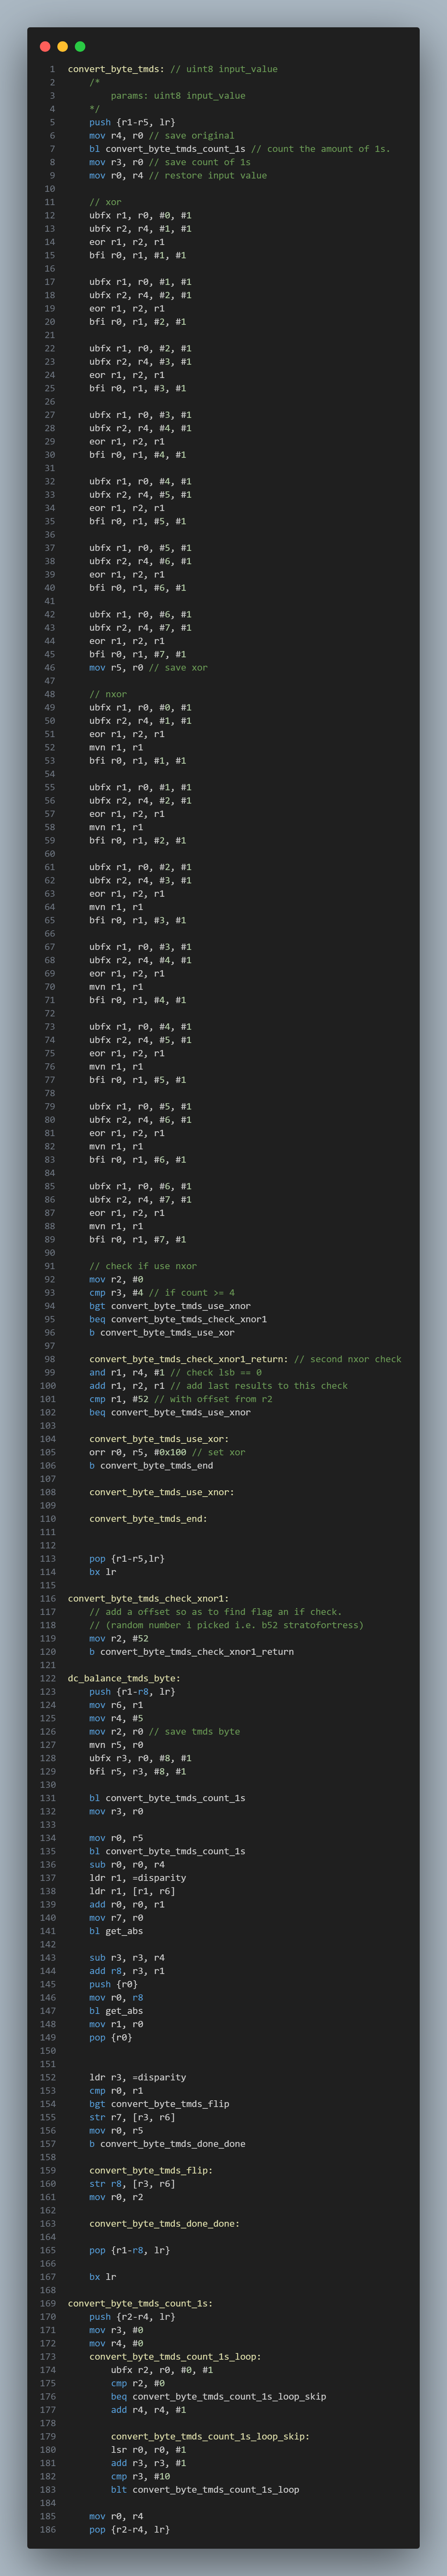 1 convert_byte_tmds: // uint8 input_value
2 /*
3 params: uint8 input_value
4 */
5 push {r1-r5, lr}
6 mov r4, r0 // save original
7 bl convert_byte_tmds_count_1s // count the amount of 1s.
8 mov r3, r0 // save count of 1s
9 mov r0, r4 // restore input value
10
11 // xor
12 ubfx r1, r0, #0, #1
13 ubfx r2, r4, #1, #1
14 eor r1, r2, r1
15 bfi r0, r1, #1, #1
16
17 ubfx r1, r0, #1, #1
18 ubfx r2, r4, #2, #1
19 eor r1, r2, r1
20 bfi r0, r1, #2, #1
21
22 ubfx r1, r0, #2, #1
23 ubfx r2, r4, #3, #1
24 eor r1, r2, r1
25 bfi r0, r1, #3, #1
26
27 ubfx r1, r0, #3, #1
28 ubfx r2, r4, #4, #1
29 eor r1, r2, r1
30 bfi r0, r1, #4, #1
31
32 ubfx r1, r0, #4, #1
33 ubfx r2, r4, #5, #1
34 eor r1, r2, r1
35 bfi r0, r1, #5, #1
36
37 ubfx r1, r0, #5, #1
38 ubfx r2, r4, #6, #1
39 eor r1, r2, r1
40 bfi r0, r1, #6, #1
41
42 ubfx r1, r0, #6, #1
43 ubfx r2, r4, #7, #1
44 eor r1, r2, r1
45 bfi r0, r1, #7, #1
46 mov r5, r0 // save xor
47
48 // nxor
49 ubfx r1, r0, #0, #1
50 ubfx r2, r4, #1, #1
51 eor r1, r2, r1
52 mvn r1, r1
53 bfi r0, r1, #1, #1
54
55 ubfx r1, r0, #1, #1
56 ubfx r2, r4, #2, #1
57 eor r1, r2, r1
58 mvn r1, r1
59 bfi r0, r1, #2, #1
60
61 ubfx r1, r0, #2, #1
62 ubfx r2, r4, #3, #1
63 eor r1, r2, r1
64 mvn r1, r1
65 bfi r0, r1, #3, #1
66
67 ubfx r1, r0, #3, #1
68 ubfx r2, r4, #4, #1
69 eor r1, r2, r1
70 mvn r1, r1
71 bfi r0, r1, #4, #1
72
73 ubfx r1, r0, #4, #1
74 ubfx r2, r4, #5, #1
75 eor r1, r2, r1
76 mvn r1, r1
77 bfi r0, r1, #5, #1
78
79 ubfx r1, r0, #5, #1
80 ubfx r2, r4, #6, #1
81 eor r1, r2, r1
82 mvn r1, r1
83 bfi r0, r1, #6, #1
84
85 ubfx r1, r0, #6, #1
86 ubfx r2, r4, #7, #1
87 eor r1, r2, r1
88 mvn r1, r1
89 bfi r0, r1, #7, #1
90
91 // check if use nxor
92 mov r2, #0
93 cmp r3, #4 // if count >= 4
94 bgt convert_byte_tmds_use_xnor
95 beq convert_byte_tmds_check_xnor1
96 b convert_byte_tmds_use_xor
97
98 convert_byte_tmds_check_xnor1_return: // second nxor check
99 and r1, r4, #1 // check lsb == 0
100 add r1, r2, r1 // add last results to this check
101 cmp r1, #52 // with offset from r2
102 beq convert_byte_tmds_use_xnor
103
104 convert_byte_tmds_use_xor:
105 orr r0, r5, #0x100 // set xor
106 b convert_byte_tmds_end
107
108 convert_byte_tmds_use_xnor:
109
110 convert_byte_tmds_end:
111
112
113 pop {r1-r5,lr}
114 bx lr
115
116 convert_byte_tmds_check_xnor1:
117 // add a offset so as to find flag an if check.
118 // (random number i picked i.e. b52 stratofortress)
119 mov r2, #52
120 b convert_byte_tmds_check_xnor1_return
121
122 dc_balance_tmds_byte:
123 push {r1-r8, lr}
124 mov r6, r1
125 mov r4, #5
126 mov r2, r0 // save tmds byte
127 mvn r5, r0
128 ubfx r3, r0, #8, #1
129 bfi r5, r3, #8, #1
130
131 bl convert_byte_tmds_count_1s
132 mov r3, r0
133
134 mov r0, r5
135 bl convert_byte_tmds_count_1s
136 sub r0, r0, r4
137 ldr r1, =disparity
138 ldr r1, [r1, r6]
139 add r0, r0, r1
140 mov r7, r0
141 bl get_abs
142
143 sub r3, r3, r4
144 add r8, r3, r1
145 push {r0}
146 mov r0, r8
147 bl get_abs
148 mov r1, r0
149 pop {r0}
150
151
152 ldr r3, =disparity
153 cmp r0, r1
154 bgt convert_byte_tmds_flip
155 str r7, [r3, r6]
156 mov r0, r5
157 b convert_byte_tmds_done_done
158
159 convert_byte_tmds_flip:
160 str r8, [r3, r6]
161 mov r0, r2
162
163 convert_byte_tmds_done_done:
164
165 pop {r1-r8, lr}
166
167 bx lr
168
169 convert_byte_tmds_count_1s:
170 push {r2-r4, lr}
171 mov r3, #0
172 mov r4, #0
173 convert_byte_tmds_count_1s_loop:
174 ubfx r2, r0, #0, #1
175 cmp r2, #0
176 beq convert_byte_tmds_count_1s_loop_skip
177 add r4, r4, #1
178
179 convert_byte_tmds_count_1s_loop_skip:
180 lsr r0, r0, #1
181 add r3, r3, #1
182 cmp r3, #10
183 blt convert_byte_tmds_count_1s_loop
184
185 mov r0, r4
186 pop {r2-r4, lr}